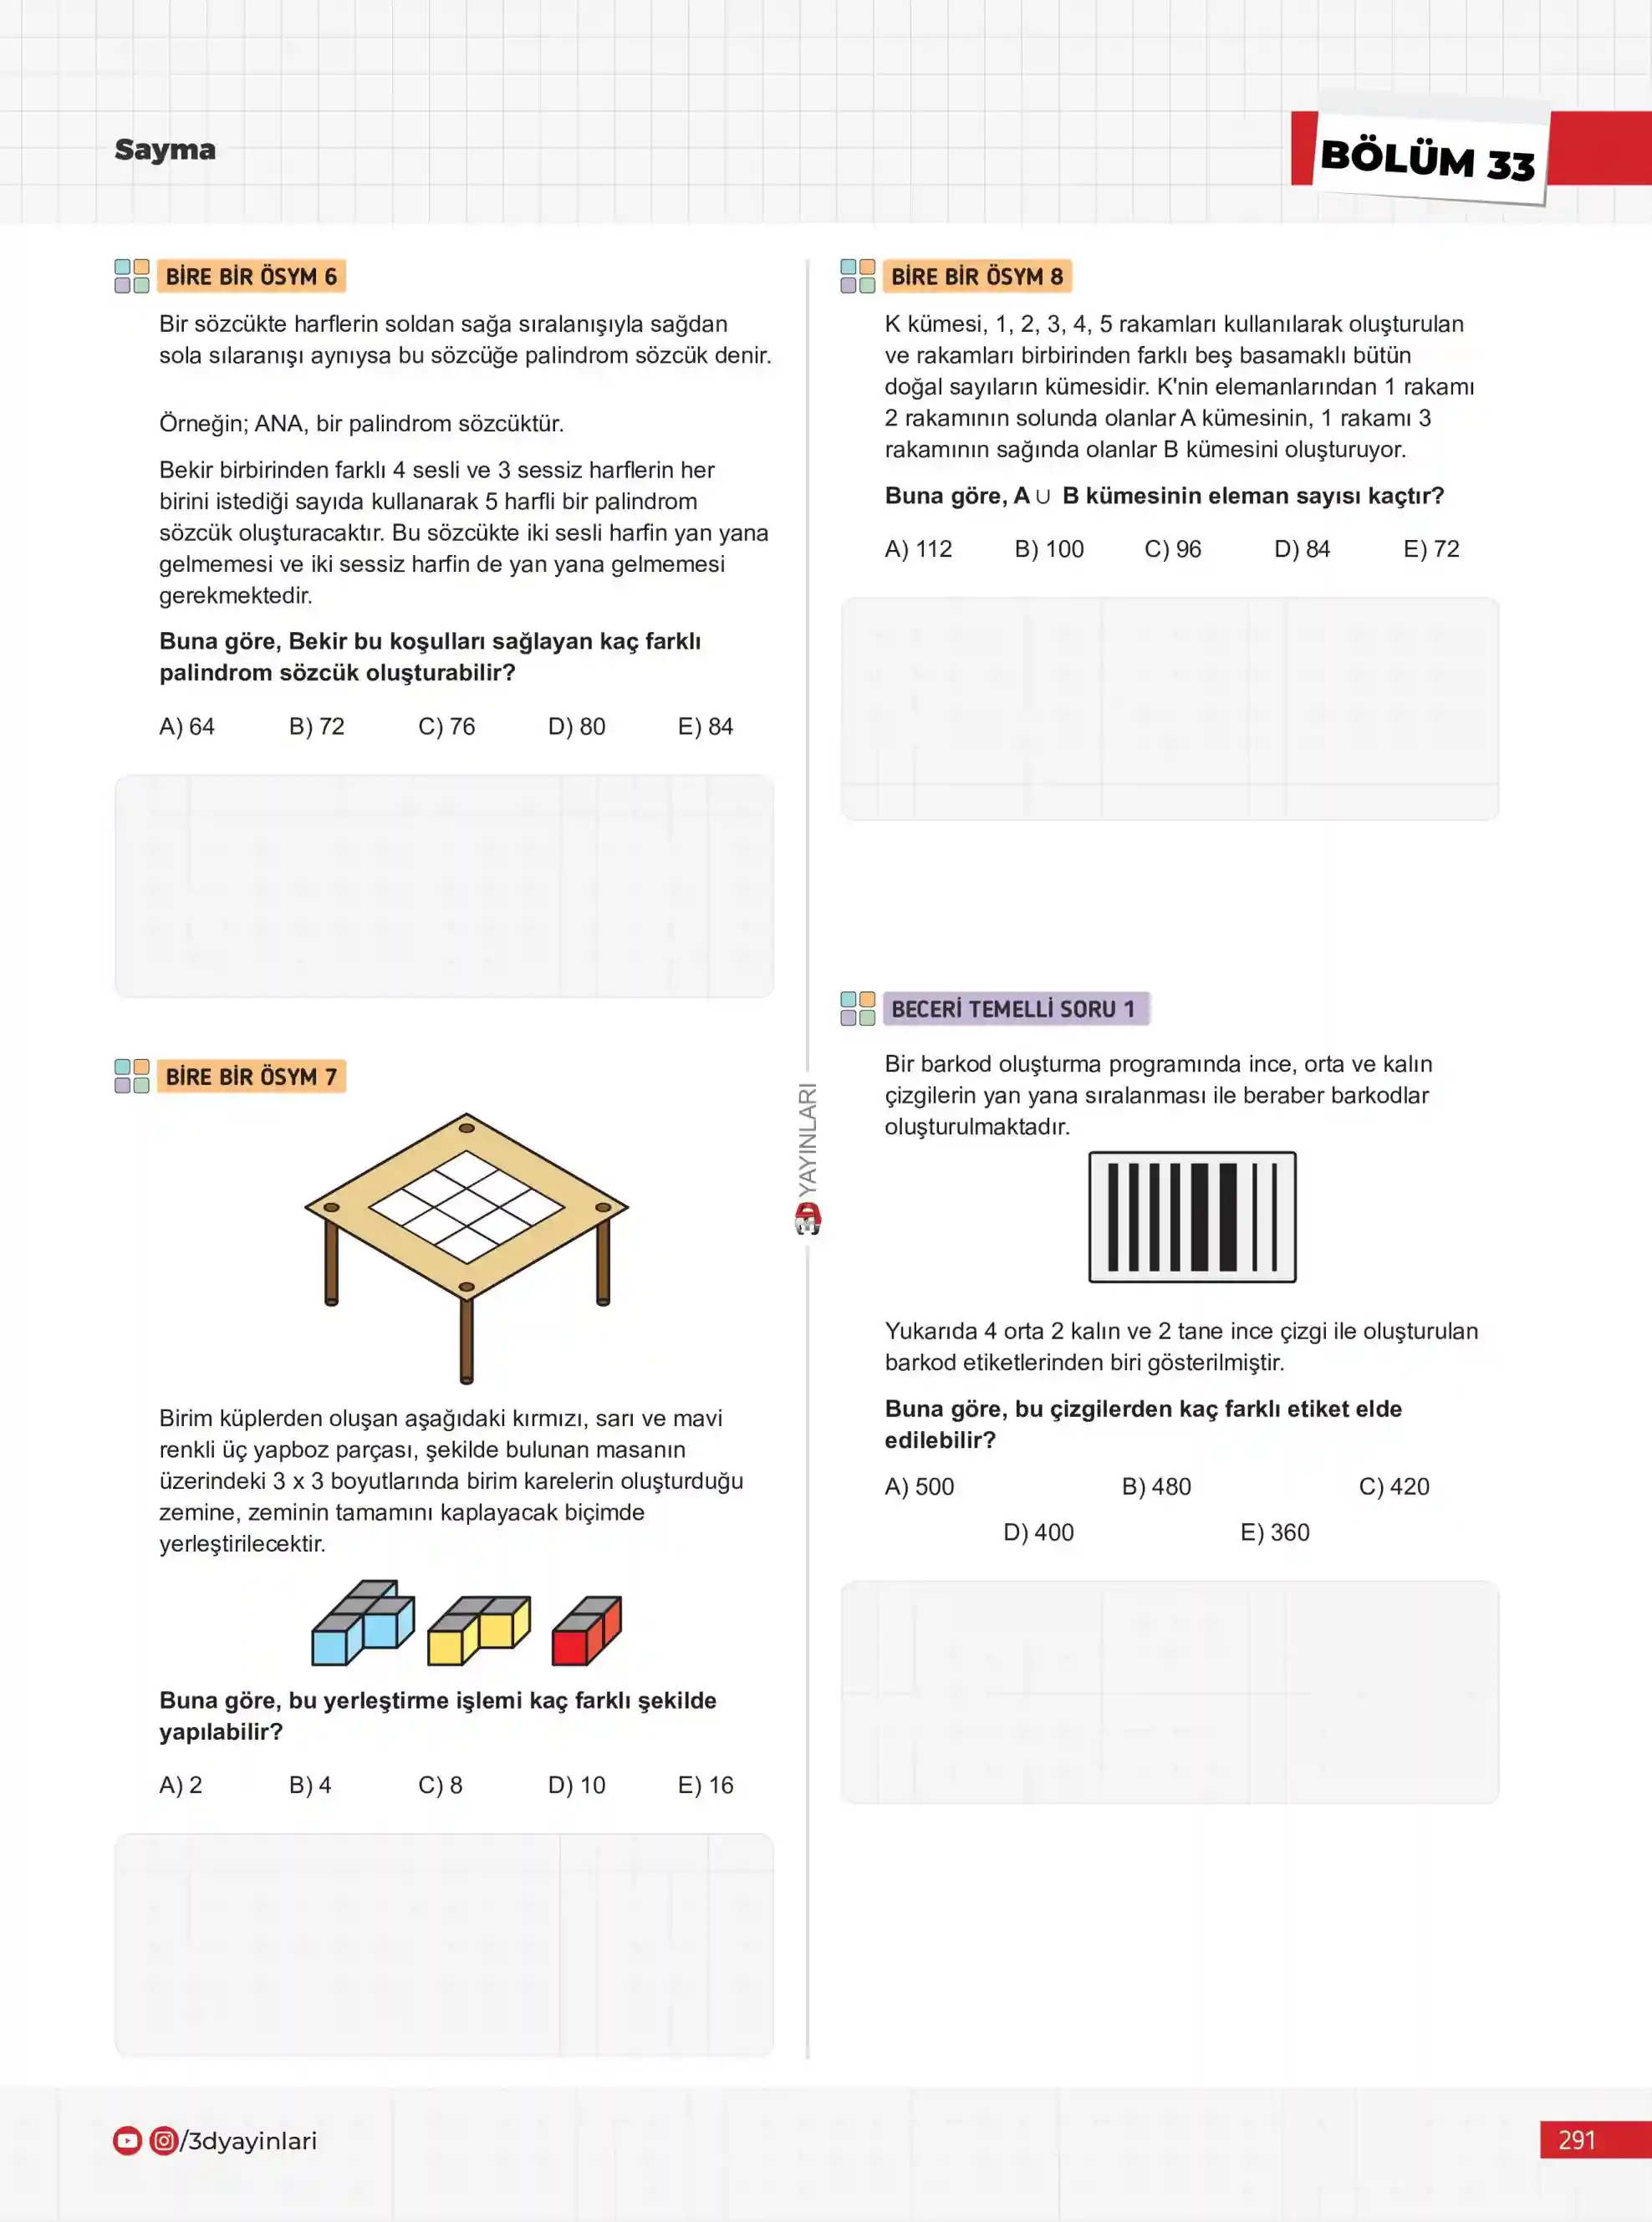 Sayma
BÖLÜM 33
BİRE BİR ÖSYM 6
Bir sözcükte harflerin soldan sağa sıralanışıyla sağdan
sola sılaranışı aynıysa bu sözcüğe palindrom sözcük denir.
Örneğin; ANA, bir palindrom sözcüktür.
Bekir birbirinden farklı 4 sesli ve 3 sessiz harflerin her
birini istediği sayıda kullanarak 5 harfli bir palindrom
sözcük oluşturacaktır. Bu sözcükte iki sesli harfin yan yana
gelmemesi ve iki sessiz harfin de yan yana gelmemesi
gerekmektedir.
Buna göre, Bekir bu koşulları sağlayan kaç farklı
palindrom sözcük oluşturabilir?
A) 64 B) 72 C) 76 D) 80 E) 84
BİRE BİR ÖSYM 7
Birim küplerden oluşan aşağıdaki kırmızı, sarı ve mavi
renkli üç yapboz parçası, şekilde bulunan masanın
üzerindeki 3 x 3 boyutlarında birim karelerin oluşturduğu
zemine, zeminin tamamını kaplayacak biçimde
yerleştirilecektir.
Buna göre, bu yerleştirme işlemi kaç farklı şekilde
yapılabilir?
A) 2 B) 4 C) 8 D) 10 E) 16
YAYINLARI
BİRE BİR ÖSYM 8
K kümesi, 1, 2, 3, 4, 5 rakamları kullanılarak oluşturulan
ve rakamları birbirinden farklı beş basamaklı bütün
doğal sayıların kümesidir. K'nin elemanlarından 1 rakamı
2 rakamının solunda olanlar A kümesinin, 1 rakamı 3
rakamının sağında olanlar B kümesini oluşturuyor.
Buna göre, A ∪ B kümesinin eleman sayısı kaçtır?
A) 112 B) 100 C) 96 D) 84 E) 72
BECERİ TEMELLİ SORU 1
Bir barkod oluşturma programında ince, orta ve kalın
çizgilerin yan yana sıralanması ile beraber barkodlar
oluşturulmaktadır.
Yukarıda 4 orta 2 kalın ve 2 tane ince çizgi ile oluşturulan
barkod etiketlerinden biri gösterilmiştir.
Buna göre, bu çizgilerden kaç farklı etiket elde
edilebilir?
A) 500 B) 480 C) 420
D) 400 E) 360
/3dyayinlari
291